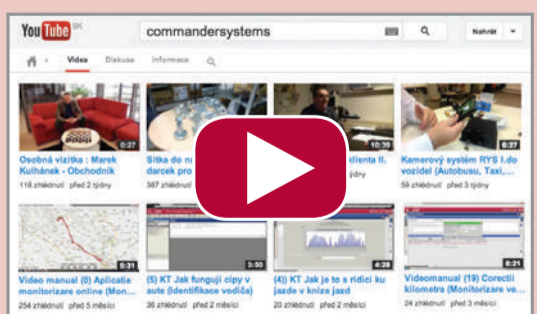 YouTube SK
commandersystems
Nahrát
Videa Diskuse Informace
0:27
10:39
6:27
Osobná vizitka : Marek
Kulhánek - Obchodník
118 zhlédnutí před 2 týdny
Sitka do
darcek pro
387 zhlédnutí
klienta II.
týdny
Kamerový systém RYS I.do
vozidel (Autobusu, Taxi,...
59 zhlédnutí před 3 týdny
5:31
3:50
4:28
8:21
Video manual (0) Aplicatie
monitorizare online (Mon...
254 zhlédnutí před 5 měsíci
(5) KT Jak fungují cipy v
aute (Identifikace vodiča)
36 zhlédnutí před 2 měsíci
(4)) KT Jak je to s ridici ku
jazde v knize jazd
20 zhlédnutí před 2 měsíci
Videomanual (19) Corectii
kilometra (Monitorizare ve...
24 zhlédnutí před 3 měsíci